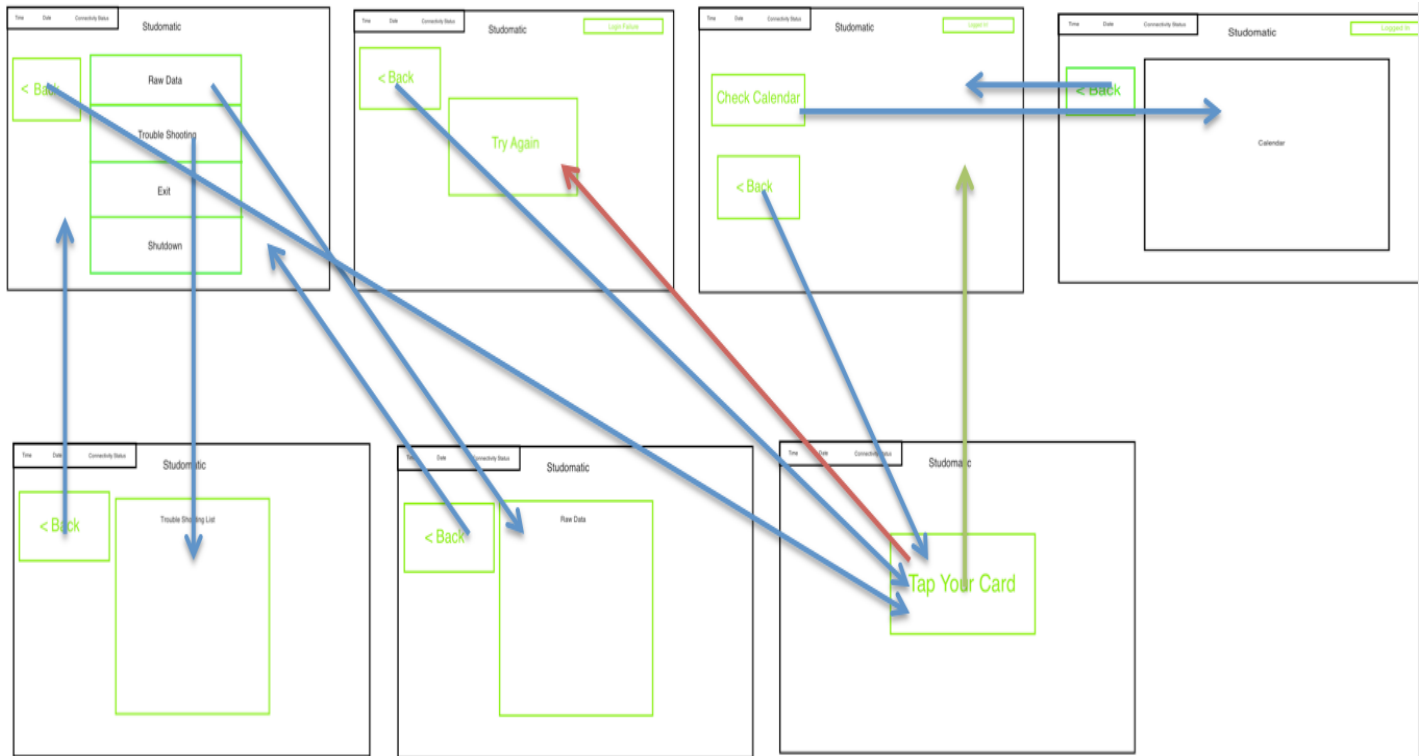 Time Date Connectivity Status
Studomatic
< Back
Raw Data
Trouble Shooting
Exit
Shutdown
Time Date Connectivity Status
Studomatic
Login Failure
< Back
Try Again
Time Date Connectivity Status
Studomatic
Logged In
Check Calendar
< Back
Time Date Connectivity Status
Studomatic
Logged In
< Back
Calendar
Time Date Connectivity Status
Studomatic
< Back
Trouble Shooting List
Time Date Connectivity Status
Studomatic
< Back
Raw Data
Time Date Connectivity Status
Studomatic
Tap Your Card